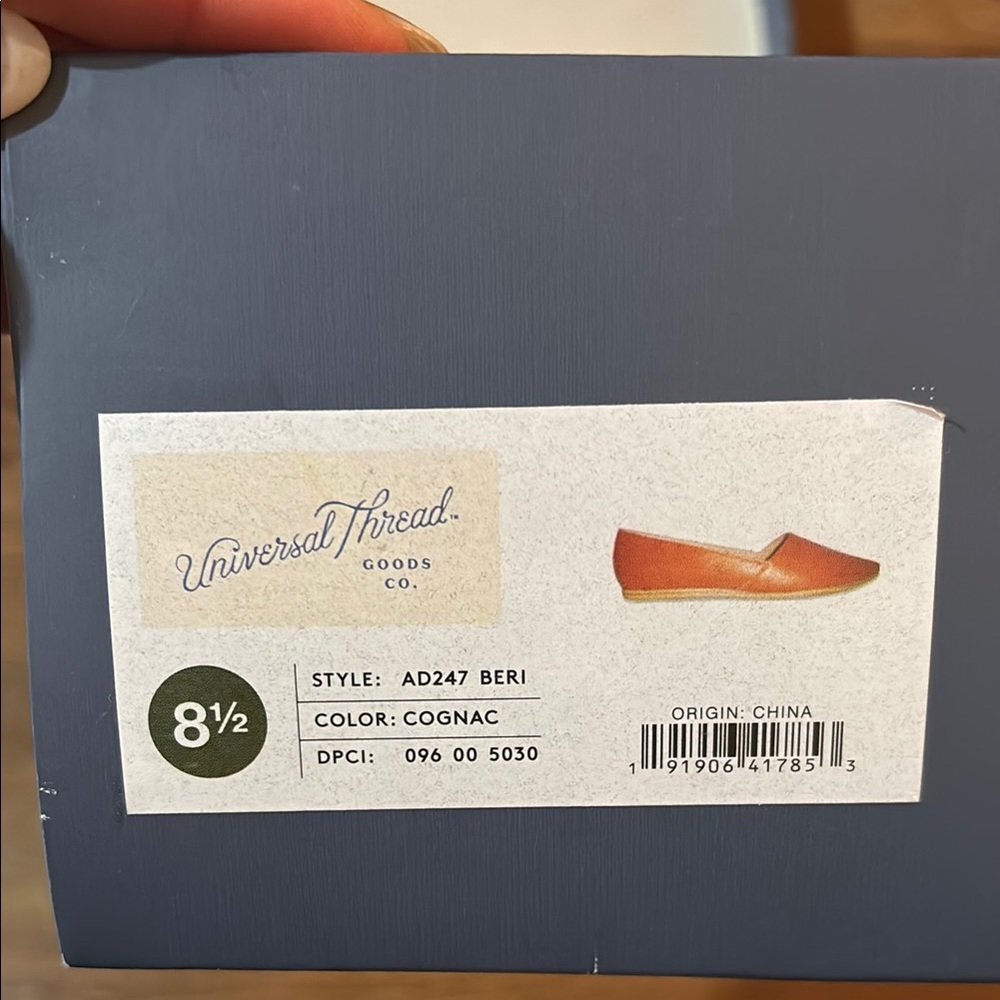 Universal Thread™
GOODS
CO.
8½
STYLE: AD247 BERI
COLOR: COGNAC
DPCI: 096 00 5030
ORIGIN: CHINA
1 91906 41785 3